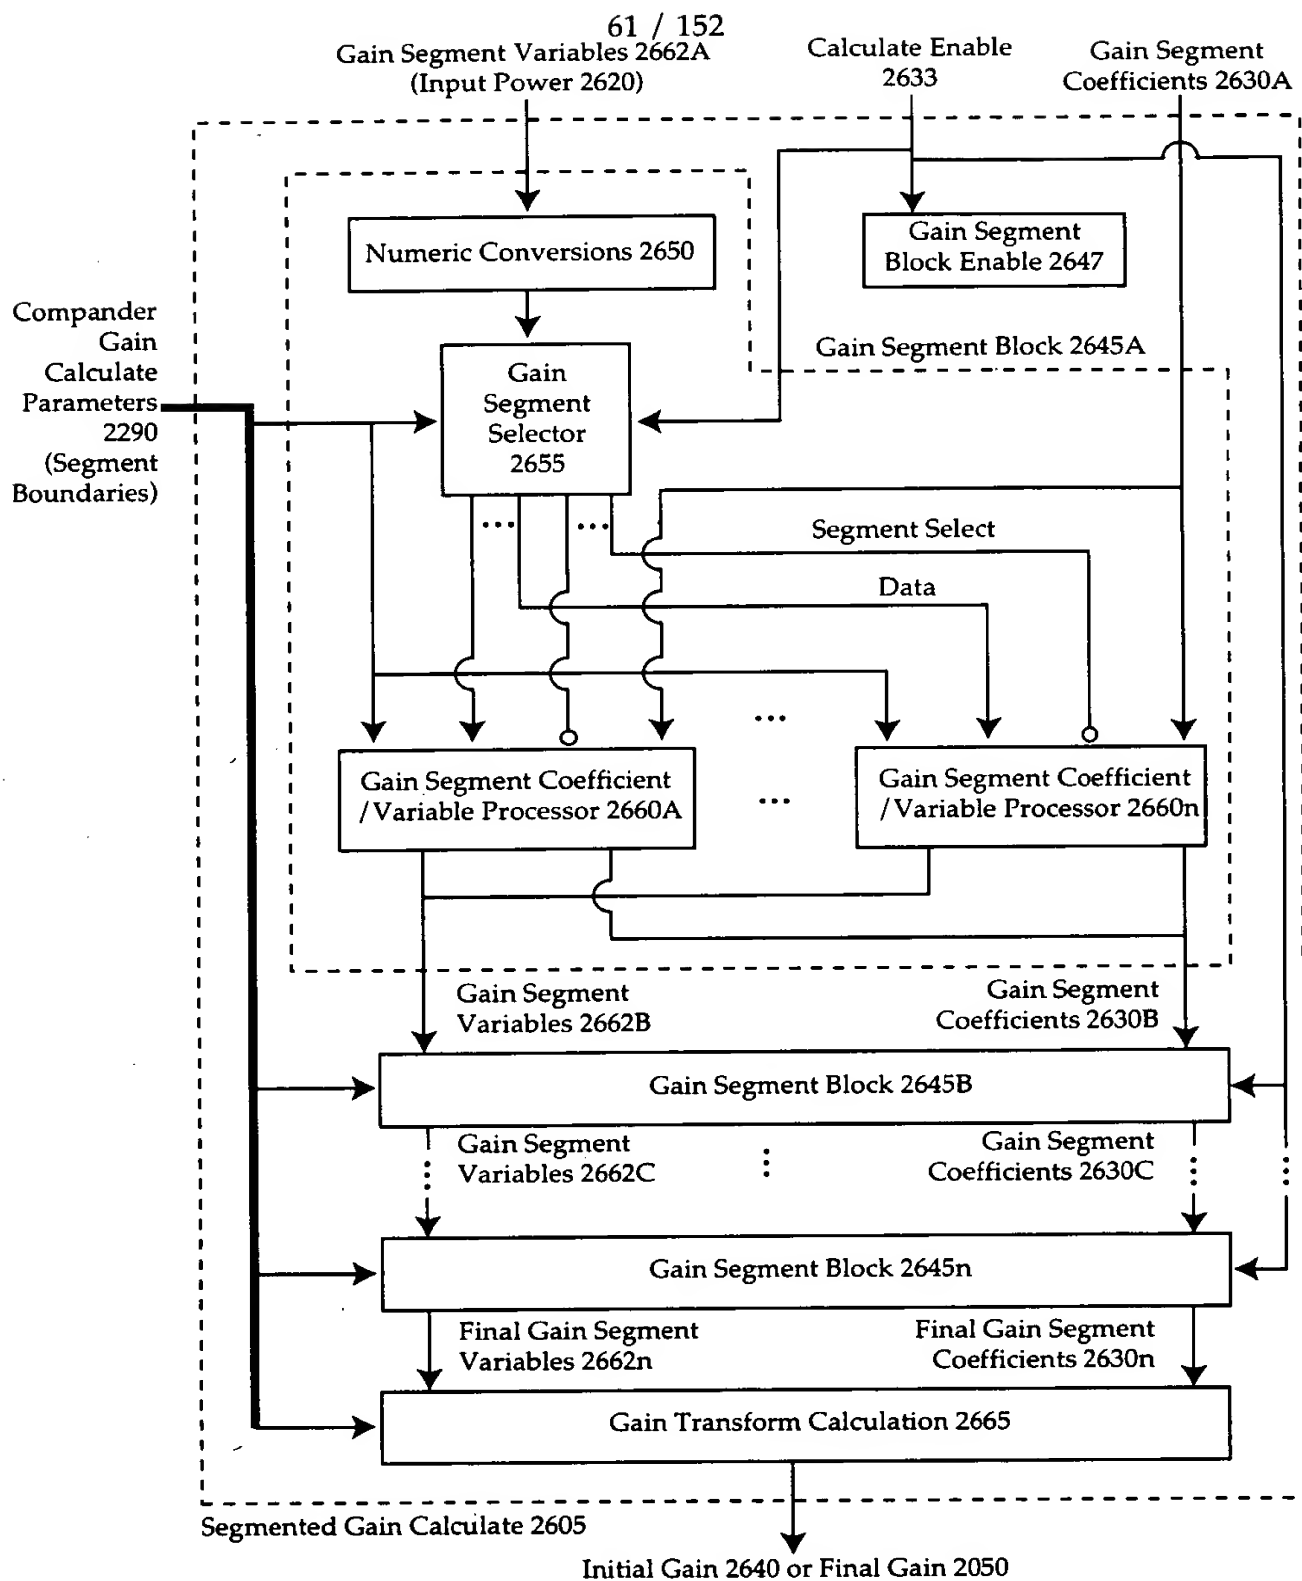 61 / 152
Gain Segment Variables 2662A
(Input Power 2620)
Calculate Enable
2633
Gain Segment
Coefficients 2630A
Numeric Conversions 2650
Gain Segment
Block Enable 2647
Compander
Gain
Calculate
Parameters
2290
(Segment
Boundaries)
Gain Segment Block 2645A
Gain
Segment
Selector
2655
...
...
Segment Select
Data
...
Gain Segment Coefficient
/Variable Processor 2660A
...
Gain Segment Coefficient
/Variable Processor 2660n
Gain Segment
Variables 2662B
Gain Segment
Coefficients 2630B
Gain Segment Block 2645B
Gain Segment
Variables 2662C
Gain Segment
Coefficients 2630C
Gain Segment Block 2645n
Final Gain Segment
Variables 2662n
Final Gain Segment
Coefficients 2630n
Gain Transform Calculation 2665
Segmented Gain Calculate 2605
Initial Gain 2640 or Final Gain 2050